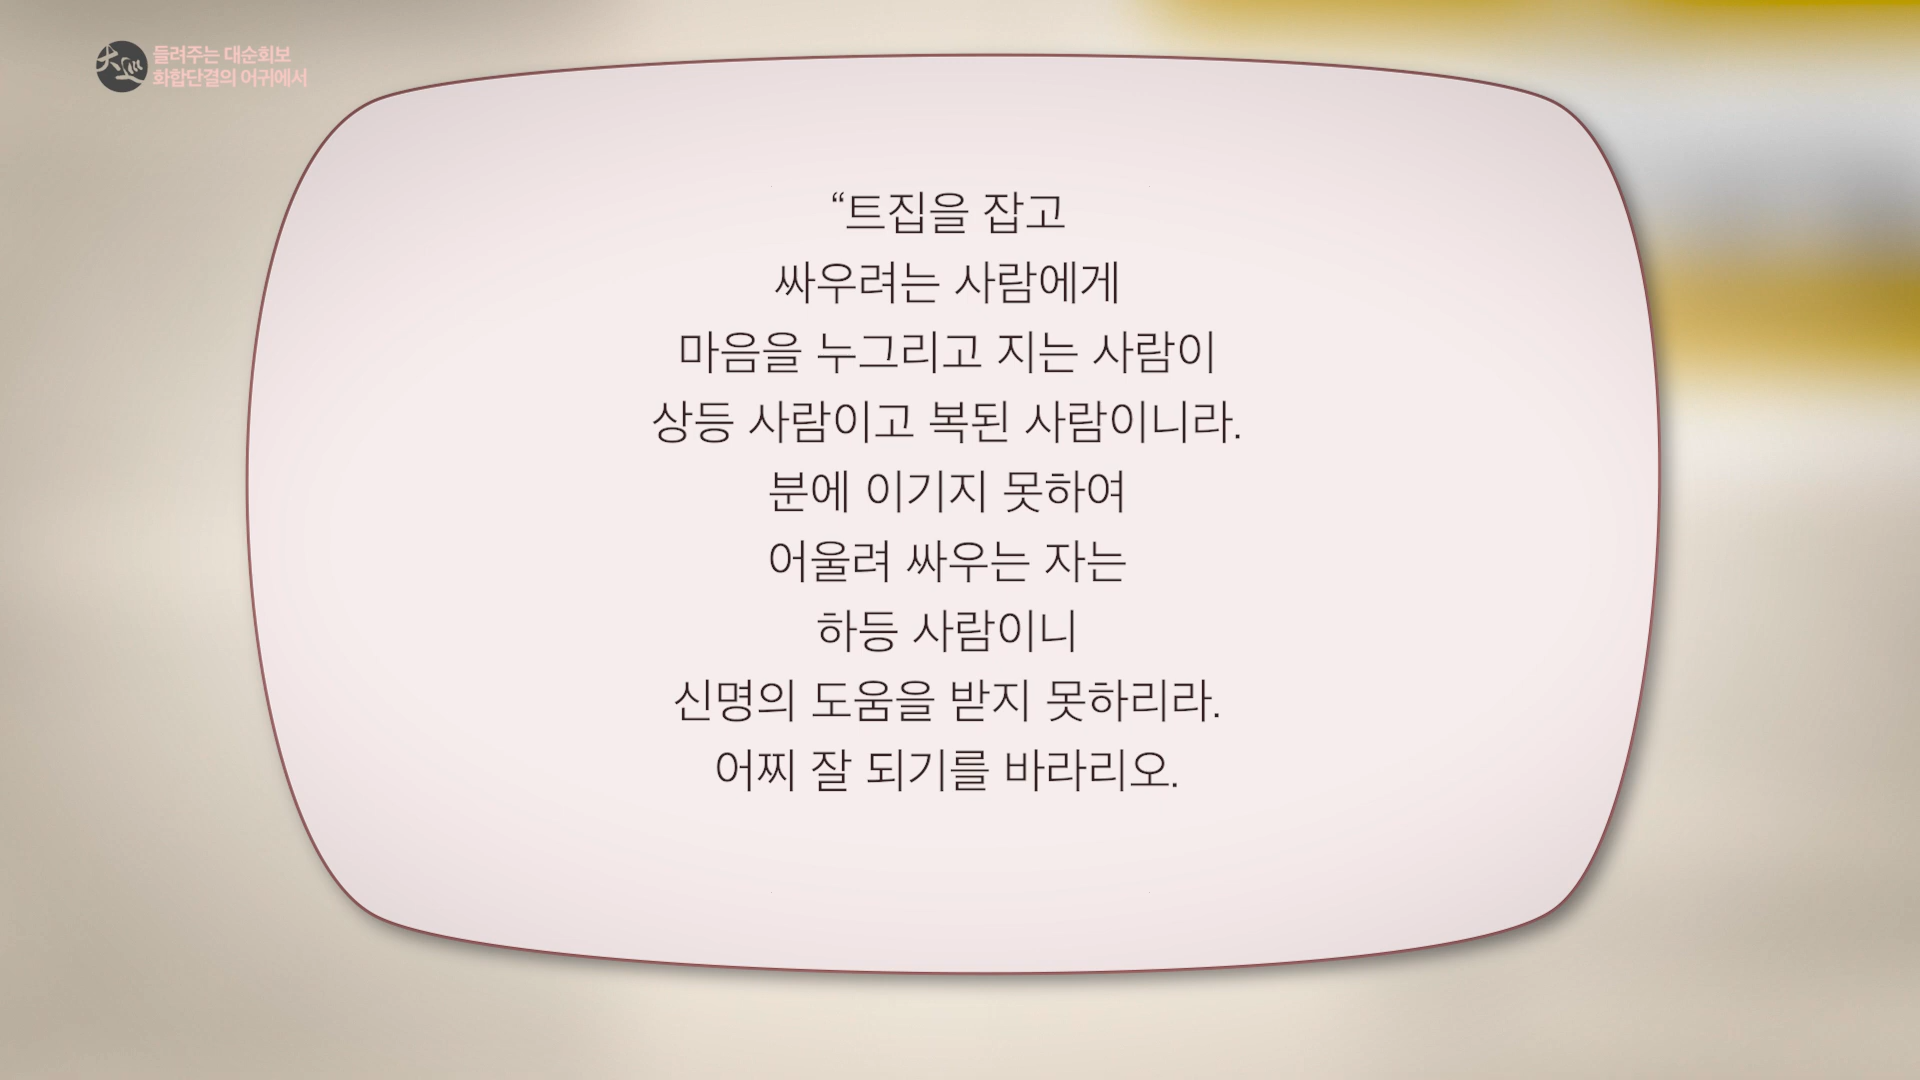 들려주는 대순회보
화합단결의 어귀에서
“트집을 잡고
싸우려는 사람에게
마음을 누그리고 지는 사람이
상등 사람이고 복된 사람이니라.
분에 이기지 못하여
어울려 싸우는 자는
하등 사람이니
신명의 도움을 받지 못하리라.
어찌 잘 되기를 바라리오.